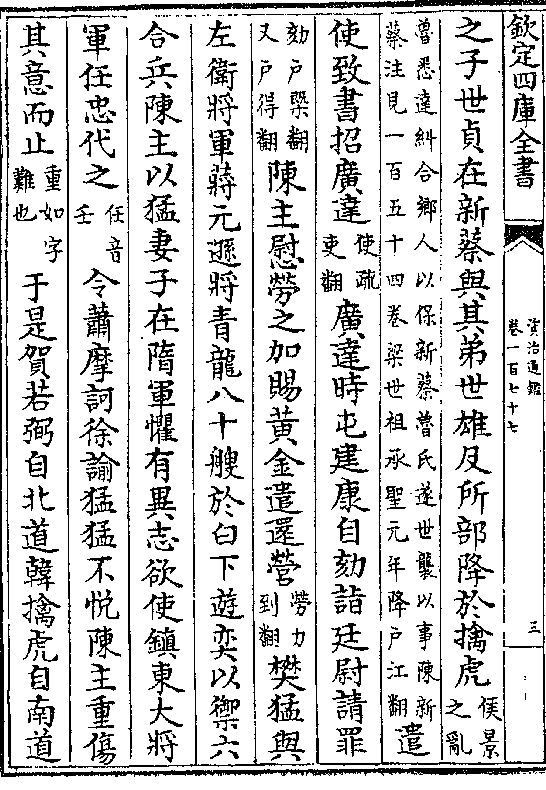 欽定四庫全書
資治通鑑
卷一百七十七
三
之子世貞在新蔡與其弟世雄及所部降於擒虎侯景之亂
魯悉達糾合鄉人以保新蔡魯氏遂世襲以事陳新
蔡注見一百五十四卷梁世祖承聖元年降户江翻遣
使致書招廣達使疏吏翻廣達時屯建康自劾詣廷尉請罪
劾户槩翻又户得翻陳主慰勞之加賜黃金遣還營勞力到翻樊猛與
左衛將軍蔣元遜將青龍八十艘於白下遊奕以禦六
合兵陳主以猛妻子在隋軍懼有異志欲使鎮東大將
軍任忠代之任音壬令蕭摩訶徐諭猛猛不悦陳主重傷
其意而止重如字難也于是賀若弼自北道韓擒虎自南道